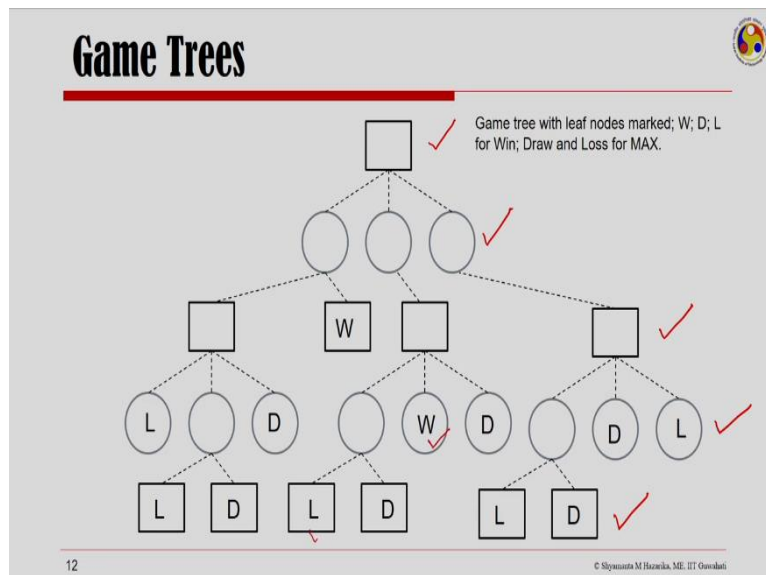 Game Trees
Game tree with leaf nodes marked; W; D; L
for Win; Draw and Loss for MAX.
W
L
D
W
D
D
L
L
D
L
D
L
D
12
© Shyamanta M Hazarika, ME, IIT Guwahati